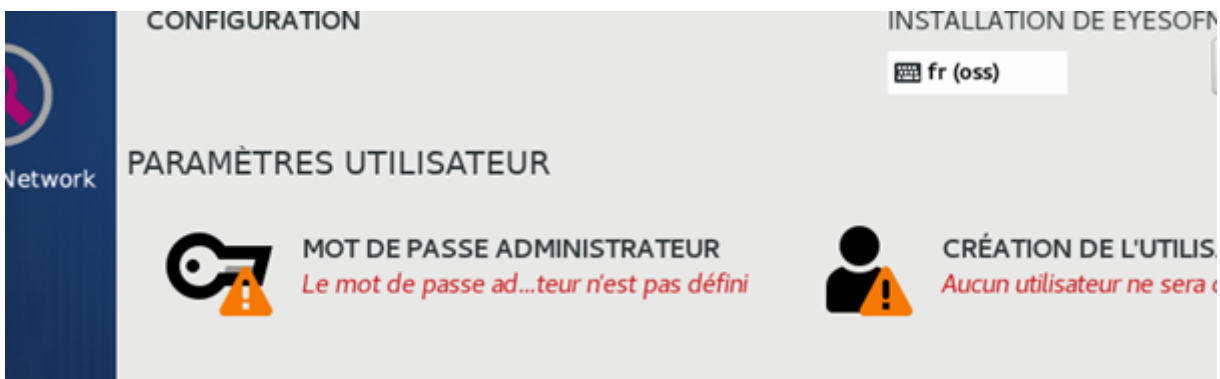 CONFIGURATION
INSTALLATION DE EYESOFN
fr (oss)
Network
PARAMÈTRES UTILISATEUR
MOT DE PASSE ADMINISTRATEUR
Le mot de passe ad...teur n'est pas défini
CRÉATION DE L'UTILIS
Aucun utilisateur ne sera